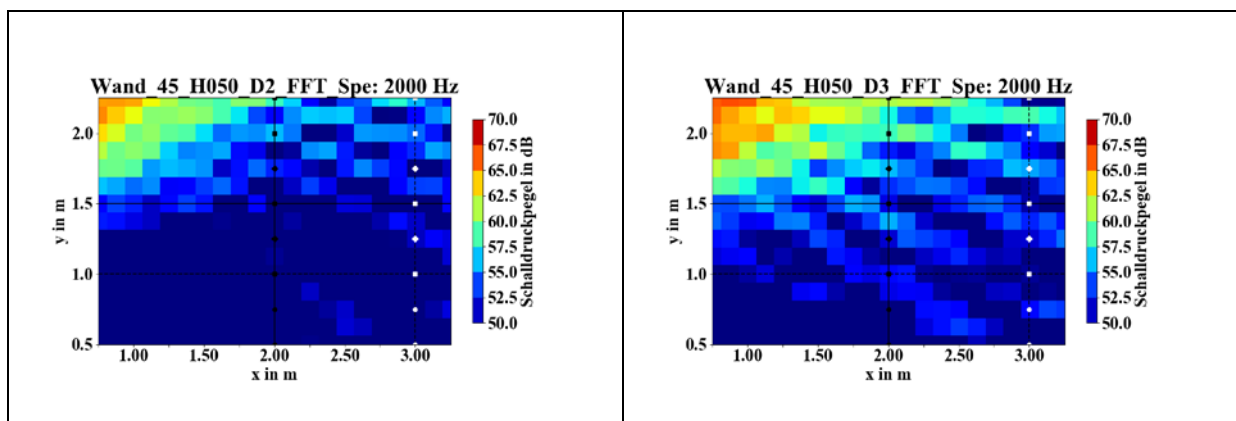 Wand_45_H050_D2_FFT_Spe: 2000 Hz
2.0
1.5
1.0
0.5
y in m
1.00 1.50 2.00 2.50 3.00
x in m
70.0
67.5
65.0
62.5
60.0
57.5
55.0
52.5
50.0
Schalldruckpegel in dB
Wand_45_H050_D3_FFT_Spe: 2000 Hz
2.0
1.5
1.0
0.5
y in m
1.00 1.50 2.00 2.50 3.00
x in m
70.0
67.5
65.0
62.5
60.0
57.5
55.0
52.5
50.0
Schalldruckpegel in dB